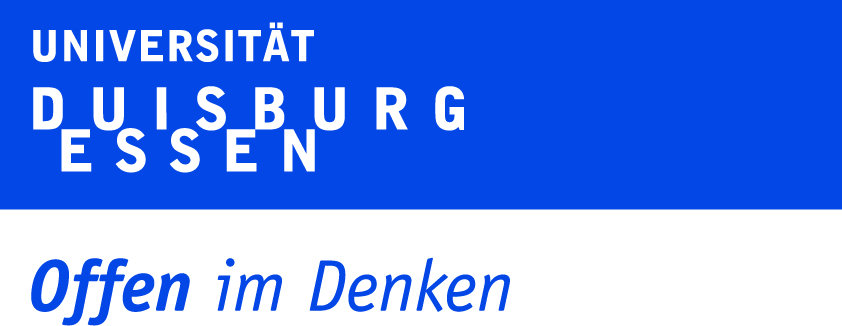 UNIVERSITÄT
DUISBURG
ESSEN
Offen im Denken